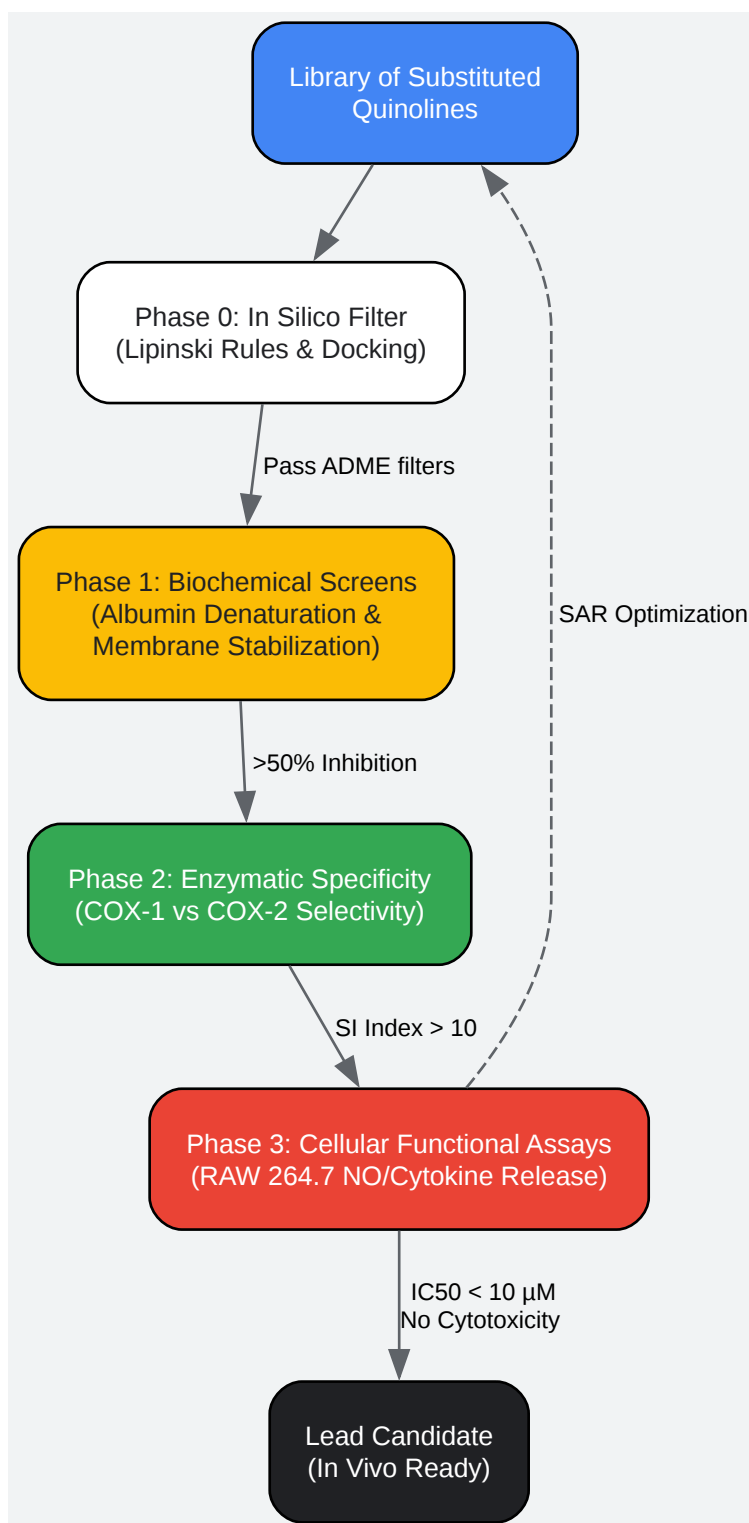 Library of Substituted
Quinolines
Phase 0: In Silico Filter
(Lipinski Rules & Docking)
Pass ADME filters
Phase 1: Biochemical Screens
(Albumin Denaturation &
Membrane Stabilization)
SAR Optimization
>50% Inhibition
Phase 2: Enzymatic Specificity
(COX-1 vs COX-2 Selectivity)
SI Index > 10
Phase 3: Cellular Functional Assays
(RAW 264.7 NO/Cytokine Release)
IC50 < 10 µM
No Cytotoxicity
Lead Candidate
(In Vivo Ready)